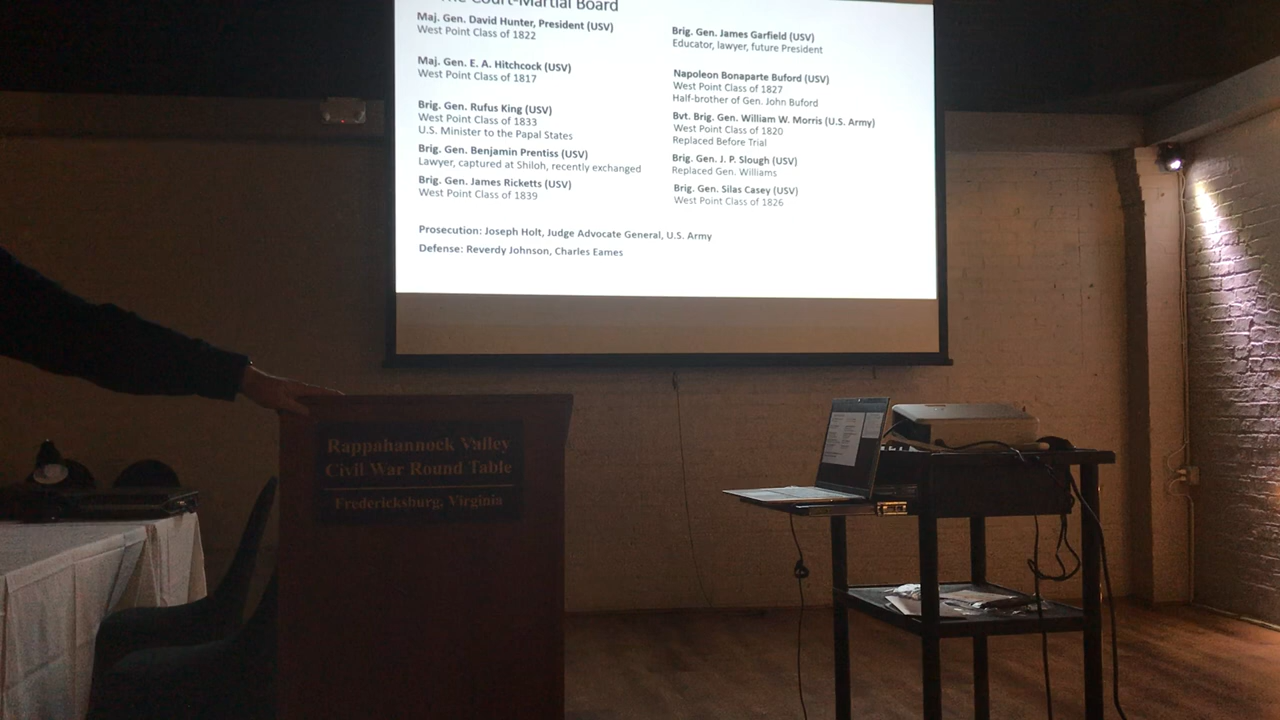 The Court-Martial Board
Maj. Gen. David Hunter, President (USV)
West Point Class of 1822
Maj. Gen. E. A. Hitchcock (USV)
West Point Class of 1817
Brig. Gen. Rufus King (USV)
West Point Class of 1833
U.S. Minister to the Papal States
Brig. Gen. Benjamin Prentiss (USV)
Lawyer, captured at Shiloh, recently exchanged
Brig. Gen. James Ricketts (USV)
West Point Class of 1839
Brig. Gen. James Garfield (USV)
Educator, lawyer, future President
Napoleon Bonaparte Buford (USV)
West Point Class of 1827
Half-brother of Gen. John Buford
Bvt. Brig. Gen. William W. Morris (U.S. Army)
West Point Class of 1820
Replaced Before Trial
Brig. Gen. J. P. Slough (USV)
Replaced Gen. Williams
Brig. Gen. Silas Casey (USV)
West Point Class of 1826
Prosecution: Joseph Holt, Judge Advocate General, U.S. Army
Defense: Reverdy Johnson, Charles Eames
Rappahannock Valley
Civil War Round Table
Fredericksburg, Virginia